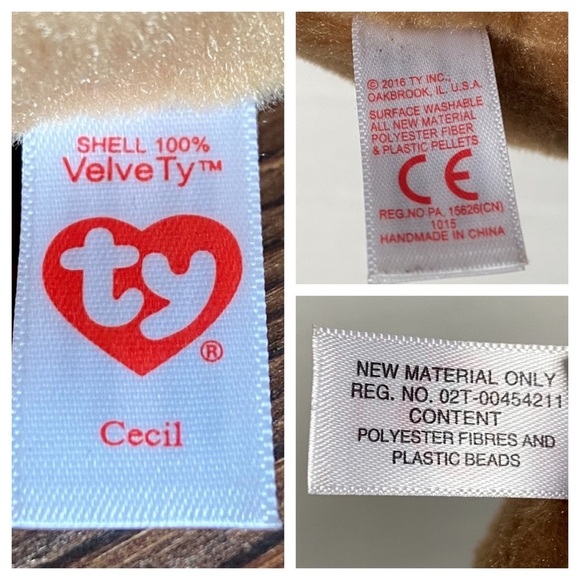 SHELL 100%
VelveTy™
ty
®
Cecil
© 2016 TY INC.,
OAKBROOK, IL. U.S.A.
SURFACE WASHABLE
ALL NEW MATERIAL
POLYESTER FIBER
& PLASTIC PELLETS
CE
REG.NO PA. 15626(CN)
1015
HANDMADE IN CHINA
NEW MATERIAL ONLY
REG. NO. 02T-00454211
CONTENT
POLYESTER FIBRES AND
PLASTIC BEADS